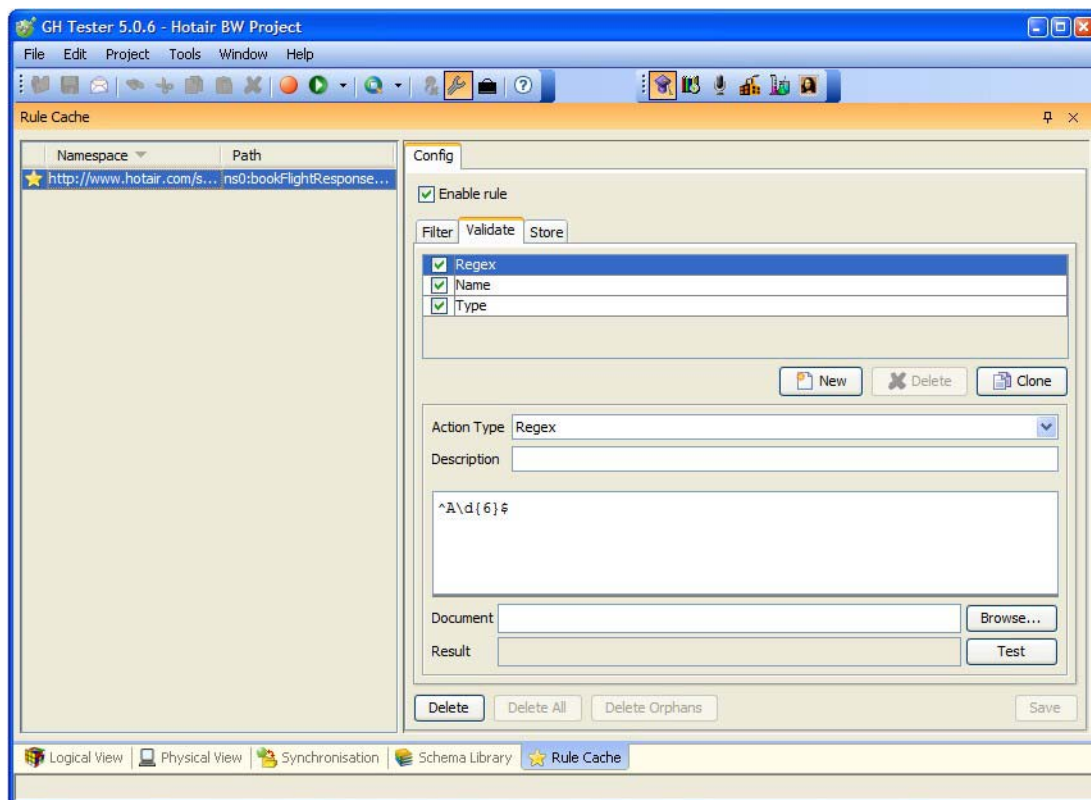 GH Tester 5.0.6 - Hotair BW Project
File Edit Project Tools Window Help
Rule Cache
Namespace Path
http://www.hotair.com/s... ns0:bookFlightResponse...
Config
Enable rule
Filter Validate Store
Regex
Name
Type
New Delete Clone
Action Type Regex
Description
^A\d{6}$
Document Browse...
Result Test
Delete Delete All Delete Orphans Save
Logical View Physical View Synchronisation Schema Library Rule Cache